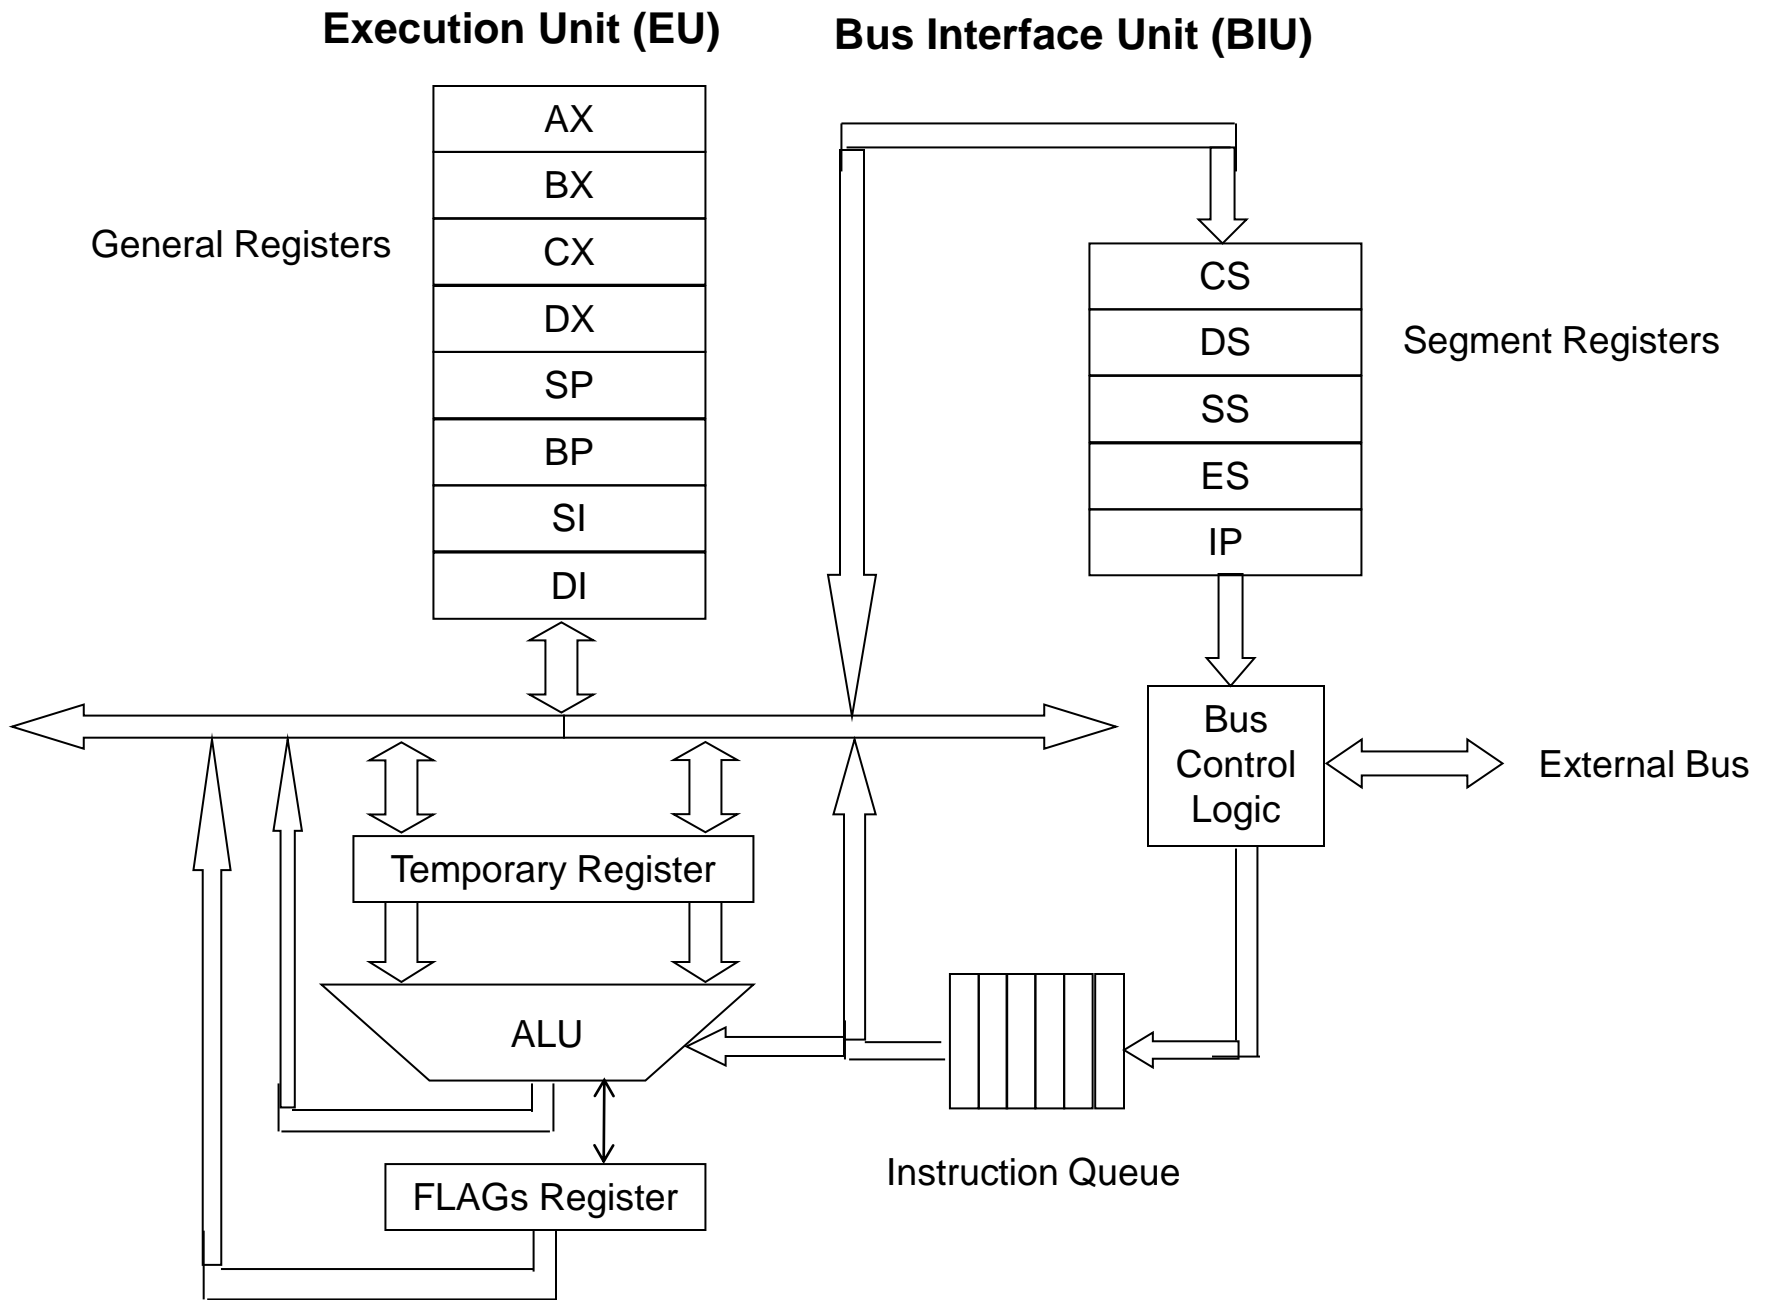 Execution Unit (EU)
Bus Interface Unit (BIU)
General Registers
AX
BX
CX
DX
SP
BP
SI
DI
CS
DS
SS
ES
IP
Segment Registers
Bus
Control
Logic
External Bus
Temporary Register
ALU
FLAGs Register
Instruction Queue